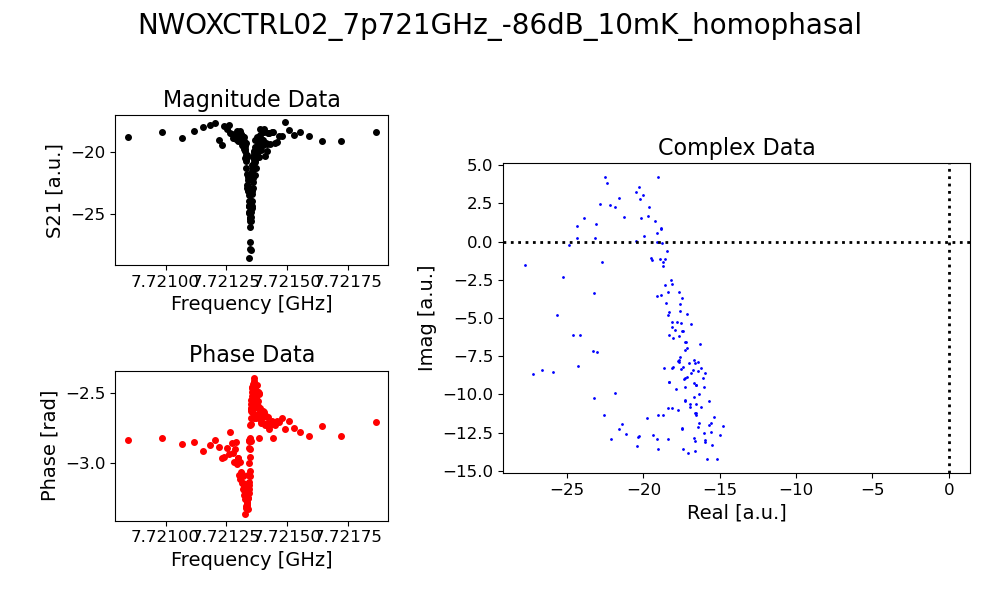 NWOXCTRL02_7p721GHz_-86dB_10mK_homophasal
Magnitude Data
S21 [a.u.]
−20
−25
7.72100 7.72125 7.72150 7.72175
Frequency [GHz]
Phase Data
Phase [rad]
−2.5
−3.0
7.72100 7.72125 7.72150 7.72175
Frequency [GHz]
Complex Data
Imag [a.u.]
5.0
2.5
0.0
−2.5
−5.0
−7.5
−10.0
−12.5
−15.0
−25 −20 −15 −10 −5 0
Real [a.u.]